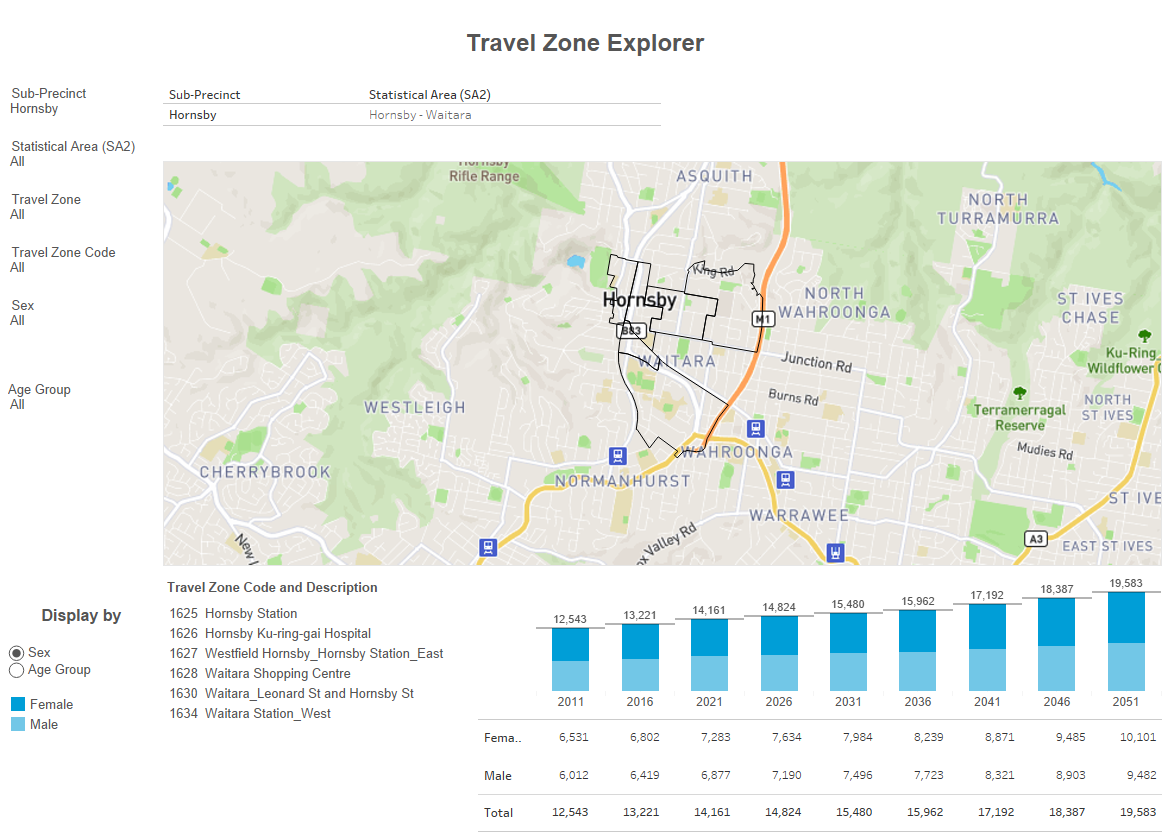 Travel Zone Explorer
Sub-Precinct
Hornsby
Statistical Area (SA2)
All
Travel Zone
All
Travel Zone Code
All
Sex
All
Age Group
All
Sub-Precinct Statistical Area (SA2)
Hornsby Hornsby - Waitara
Hornsby
Rifle Range
ASQUITH
NORTH
TURRAMURRA
King Rd
Hornsby
B83
M1
NORTH
WAHROONGA
ST IVES
CHASE
WAITARA
Junction Rd
Ku-Ring
Wildflower
Burns Rd
WESTLEIGH
Terramerragal
Reserve
NORTH
ST IVES
Mudies Rd
WAHROONGA
CHERRYBROOK
NORMANHURST
WARRAWEE
ST IVE
New
Valley Rd
A3
EAST ST IVES
Display by
Sex
Age Group
Female
Male
Travel Zone Code and Description
1625 Hornsby Station
1626 Hornsby Ku-ring-gai Hospital
1627 Westfield Hornsby_Hornsby Station_East
1628 Waitara Shopping Centre
1630 Waitara_Leonard St and Hornsby St
1634 Waitara Station_West
12,543 13,221 14,161 14,824 15,480 15,962 17,192 18,387 19,583
2011 2016 2021 2026 2031 2036 2041 2046 2051
Fema.. 6,531 6,802 7,283 7,634 7,984 8,239 8,871 9,485 10,101
Male 6,012 6,419 6,877 7,190 7,496 7,723 8,321 8,903 9,482
Total 12,543 13,221 14,161 14,824 15,480 15,962 17,192 18,387 19,583